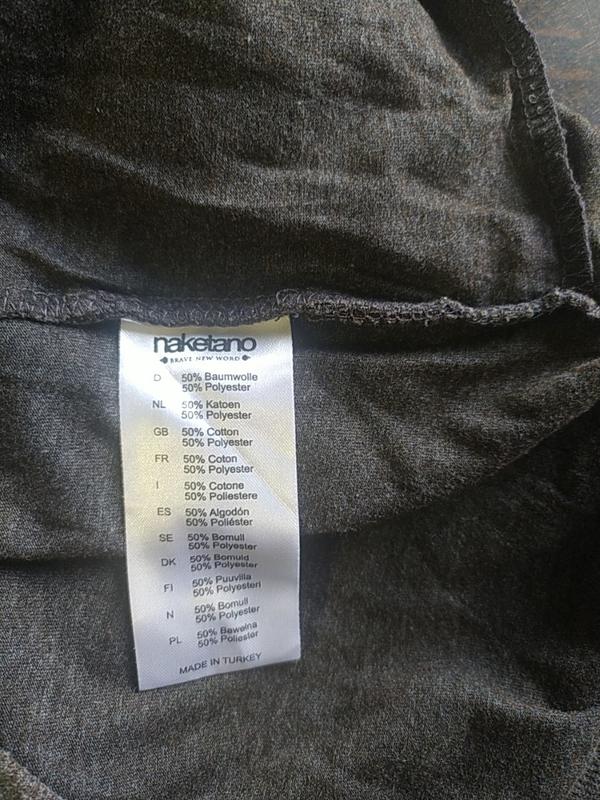 naketano
BRAVE NEW WORD
D 50% Baumwolle
50% Polyester
NL 50% Katoen
50% Polyester
GB 50% Cotton
50% Polyester
FR 50% Coton
50% Polyester
I 50% Cotone
50% Poliestere
ES 50% Algodón
50% Poliéster
SE 50% Bomull
50% Polyester
DK 50% Bomuld
50% Polyester
FI 50% Puuvilla
50% Polyesteri
N 50% Bomull
50% Polyester
PL 50% Bawełna
50% Poliester
MADE IN TURKEY